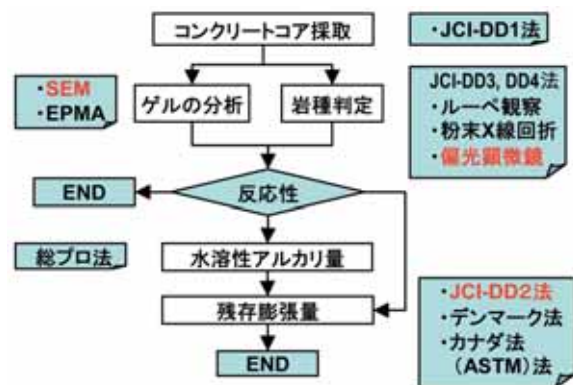 コンクリートコア採取
・JCI-DD1法
・SEM
・EPMA
ゲルの分析
岩種判定
JCI-DD3, DD4法
・ルーペ観察
・粉末X線回折
・偏光顕微鏡
END
反応性
総プロ法
水溶性アルカリ量
残存膨張量
・JCI-DD2法
・デンマーク法
・カナダ法
（ASTM）法
END